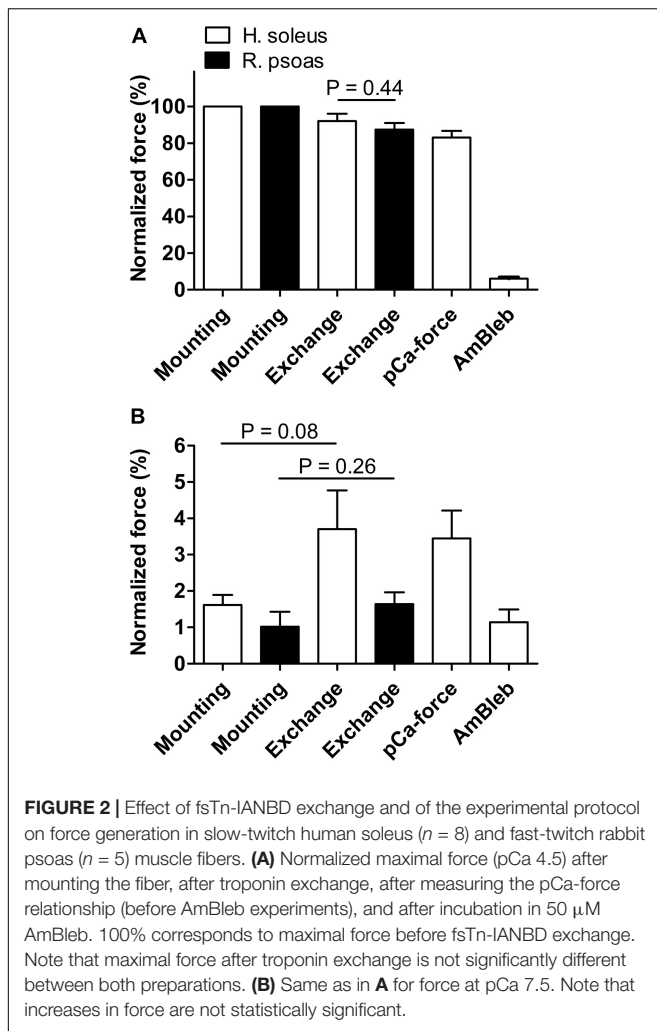 A
H. soleus
R. psoas
P = 0.44
Normalized force (%)
100
80
60
40
20
0
Mounting
Mounting
Exchange
Exchange
pCa-force
AmBleb
B
P = 0.08
P = 0.26
Normalized force (%)
6
5
4
3
2
1
0
Mounting
Mounting
Exchange
Exchange
pCa-force
AmBleb
FIGURE 2 | Effect of fsTn-IANBD exchange and of the experimental protocol
on force generation in slow-twitch human soleus (n = 8) and fast-twitch rabbit
psoas (n = 5) muscle fibers. (A) Normalized maximal force (pCa 4.5) after
mounting the fiber, after troponin exchange, after measuring the pCa-force
relationship (before AmBleb experiments), and after incubation in 50 μM
AmBleb. 100% corresponds to maximal force before fsTn-IANBD exchange.
Note that maximal force after troponin exchange is not significantly different
between both preparations. (B) Same as in A for force at pCa 7.5. Note that
increases in force are not statistically significant.